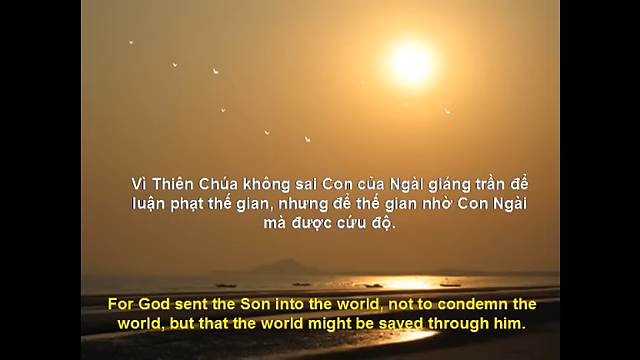 Vì Thiên Chúa không sai Con của Ngài giáng trần để
luận phạt thế gian, nhưng để thế gian nhờ Con Ngài
mà được cứu độ.
For God sent the Son into the world, not to condemn the
world, but that the world might be saved through him.